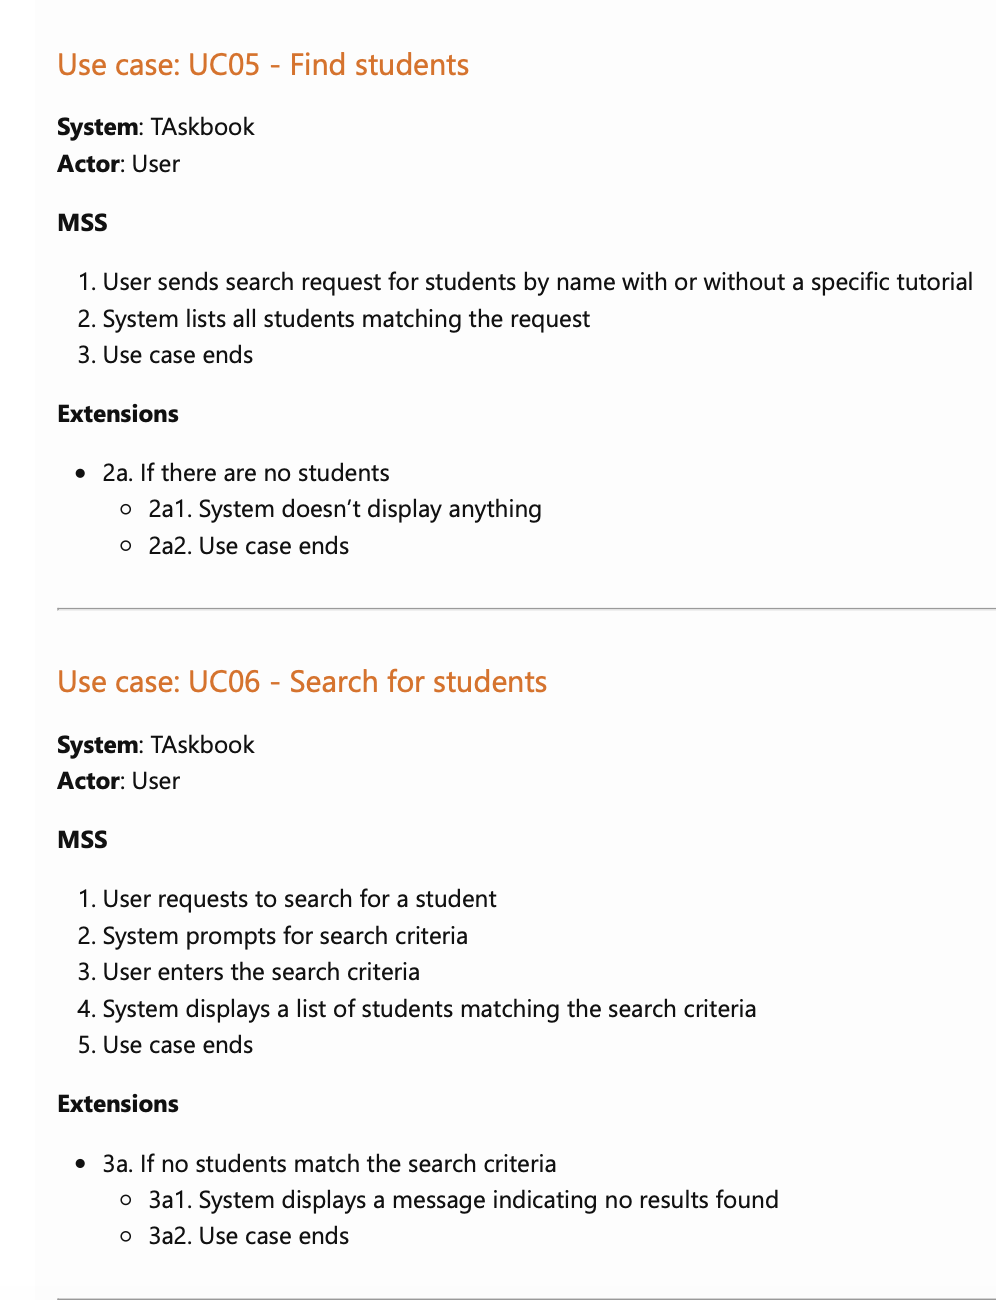 Use case: UC05 - Find students
System: TAskbook
Actor: User
MSS
1. User sends search request for students by name with or without a specific tutorial
2. System lists all students matching the request
3. Use case ends
Extensions
• 2a. If there are no students
○ 2a1. System doesn’t display anything
○ 2a2. Use case ends
Use case: UC06 - Search for students
System: TAskbook
Actor: User
MSS
1. User requests to search for a student
2. System prompts for search criteria
3. User enters the search criteria
4. System displays a list of students matching the search criteria
5. Use case ends
Extensions
• 3a. If no students match the search criteria
○ 3a1. System displays a message indicating no results found
○ 3a2. Use case ends